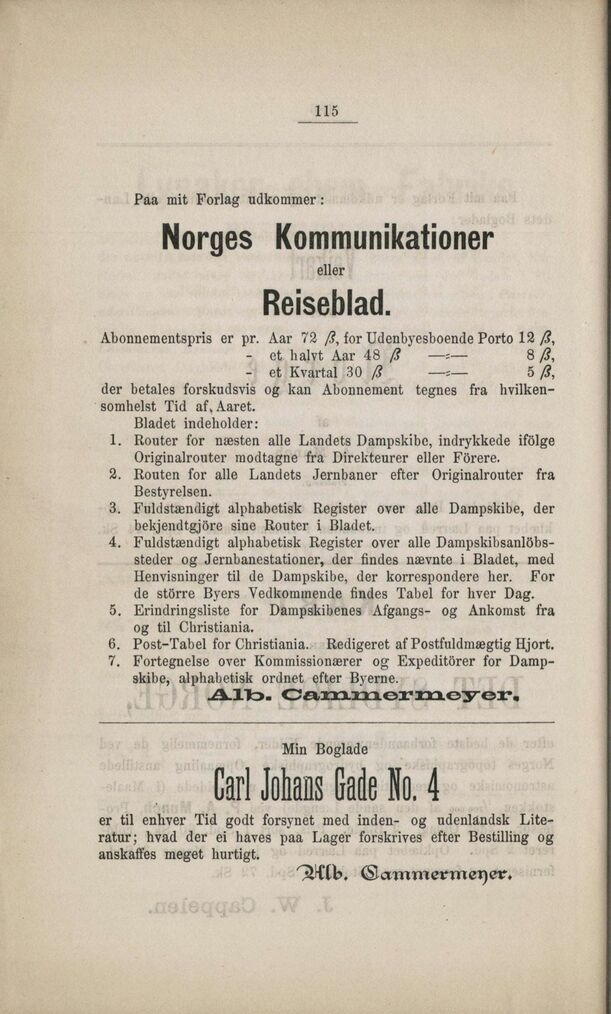 115
Paa mit Forlag udkommer:
Norges Kommunikationer
eller
Reiseblad.
Abonnementspris er pr. Aar 72 β, for Udenbyesboende Porto 12 β,
- et halvt Aar 48 β —:— 8 β,
- et Kvartal 30 β —:— 5 β,
der betales forskudsvis og kan Abonnement tegnes fra hvilken-
somhelst Tid af Aaret.
Bladet indeholder:
1. Router for næsten alle Landets Dampskibe, indrykkede ifölge
Originalrouter modtagne fra Direkteurer eller Förere.
2. Routen for alle Landets Jernbaner efter Originalrouter fra
Bestyrelsen.
3. Fuldstændigt alphabetisk Register over alle Dampskibe, der
bekjendtgjöre sine Router i Bladet.
4. Fuldstændigt alphabetisk Register over alle Dampskibsanlöbs-
steder og Jernbanestationer, der findes nævnte i Bladet, med
Henvisninger til de Dampskibe, der korrespondere her. For
de större Byers Vedkommende findes Tabel for hver Dag.
5. Erindringsliste for Dampskibenes Afgangs- og Ankomst fra
og til Christiania.
6. Post-Tabel for Christiania. Redigeret af Postfuldmægtig Hjort.
7. Fortegnelse over Kommissionærer og Expeditörer for Damp-
skibe, alphabetisk ordnet efter Byerne.
Alb. Cammermeyer.
Min Boglade
Carl Johans Gade No. 4
er til enhver Tid godt forsynet med inden- og udenlandsk Lite-
ratur; hvad der ei haves paa Lager forskrives efter Bestilling og
anskaffes meget hurtigt.
Alb. Cammermeyer.
J. W. Cappelen.